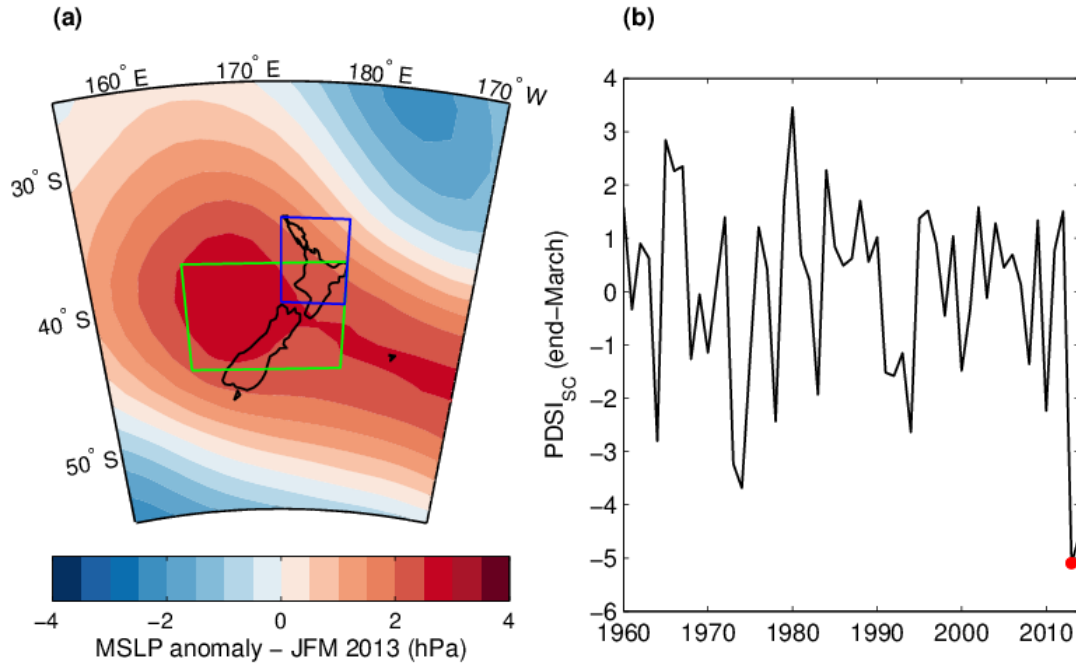 (a)
160° E
170° E
180° E
170° W
30° S
40° S
50° S
−4
−2
0
2
4
MSLP anomaly − JFM 2013 (hPa)
(b)
4
3
2
1
0
−1
−2
−3
−4
−5
−6
PDSI_SC (end−March)
1960
1970
1980
1990
2000
2010